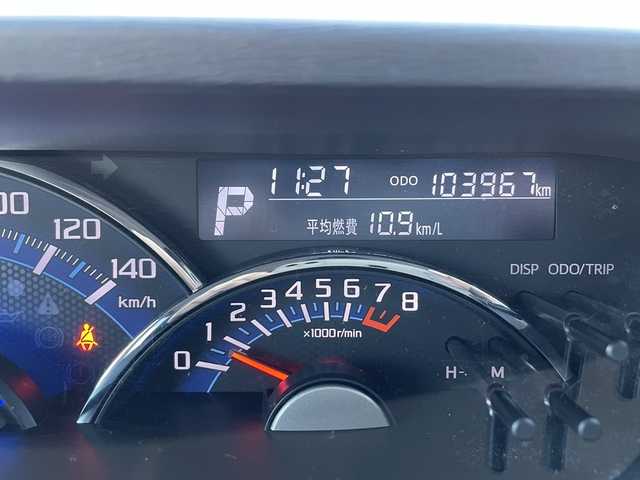 11:27 ODO 103967km
P
平均燃費 10.9km/L
120
140
km/h
0 1 2 3 4 5 6 7 8
×1000r/min
DISP ODO/TRIP
H- M